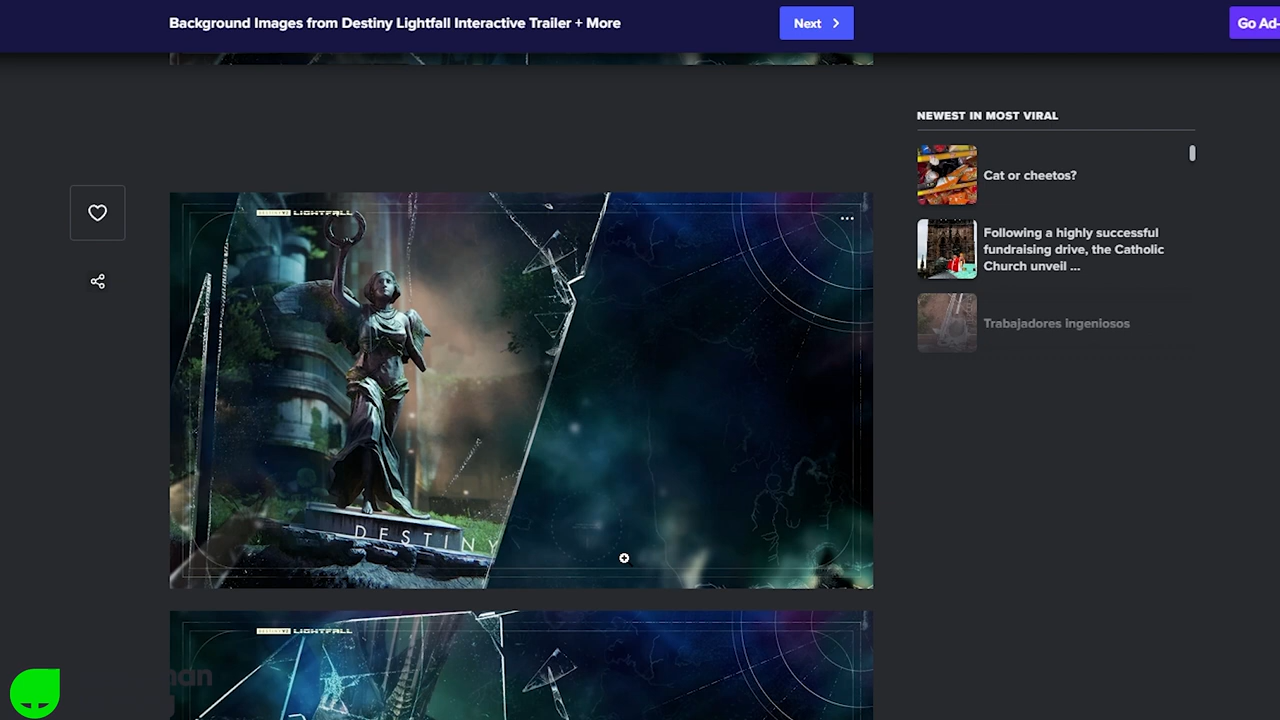 Background Images from Destiny Lightfall Interactive Trailer + More
Next
Go Ad-
NEWEST IN MOST VIRAL
Cat or cheetos?
Following a highly successful
fundraising drive, the Catholic
Church unveil ...
Trabajadores ingeniosos
LIGHTFALL
DESTINY
LIGHTFALL